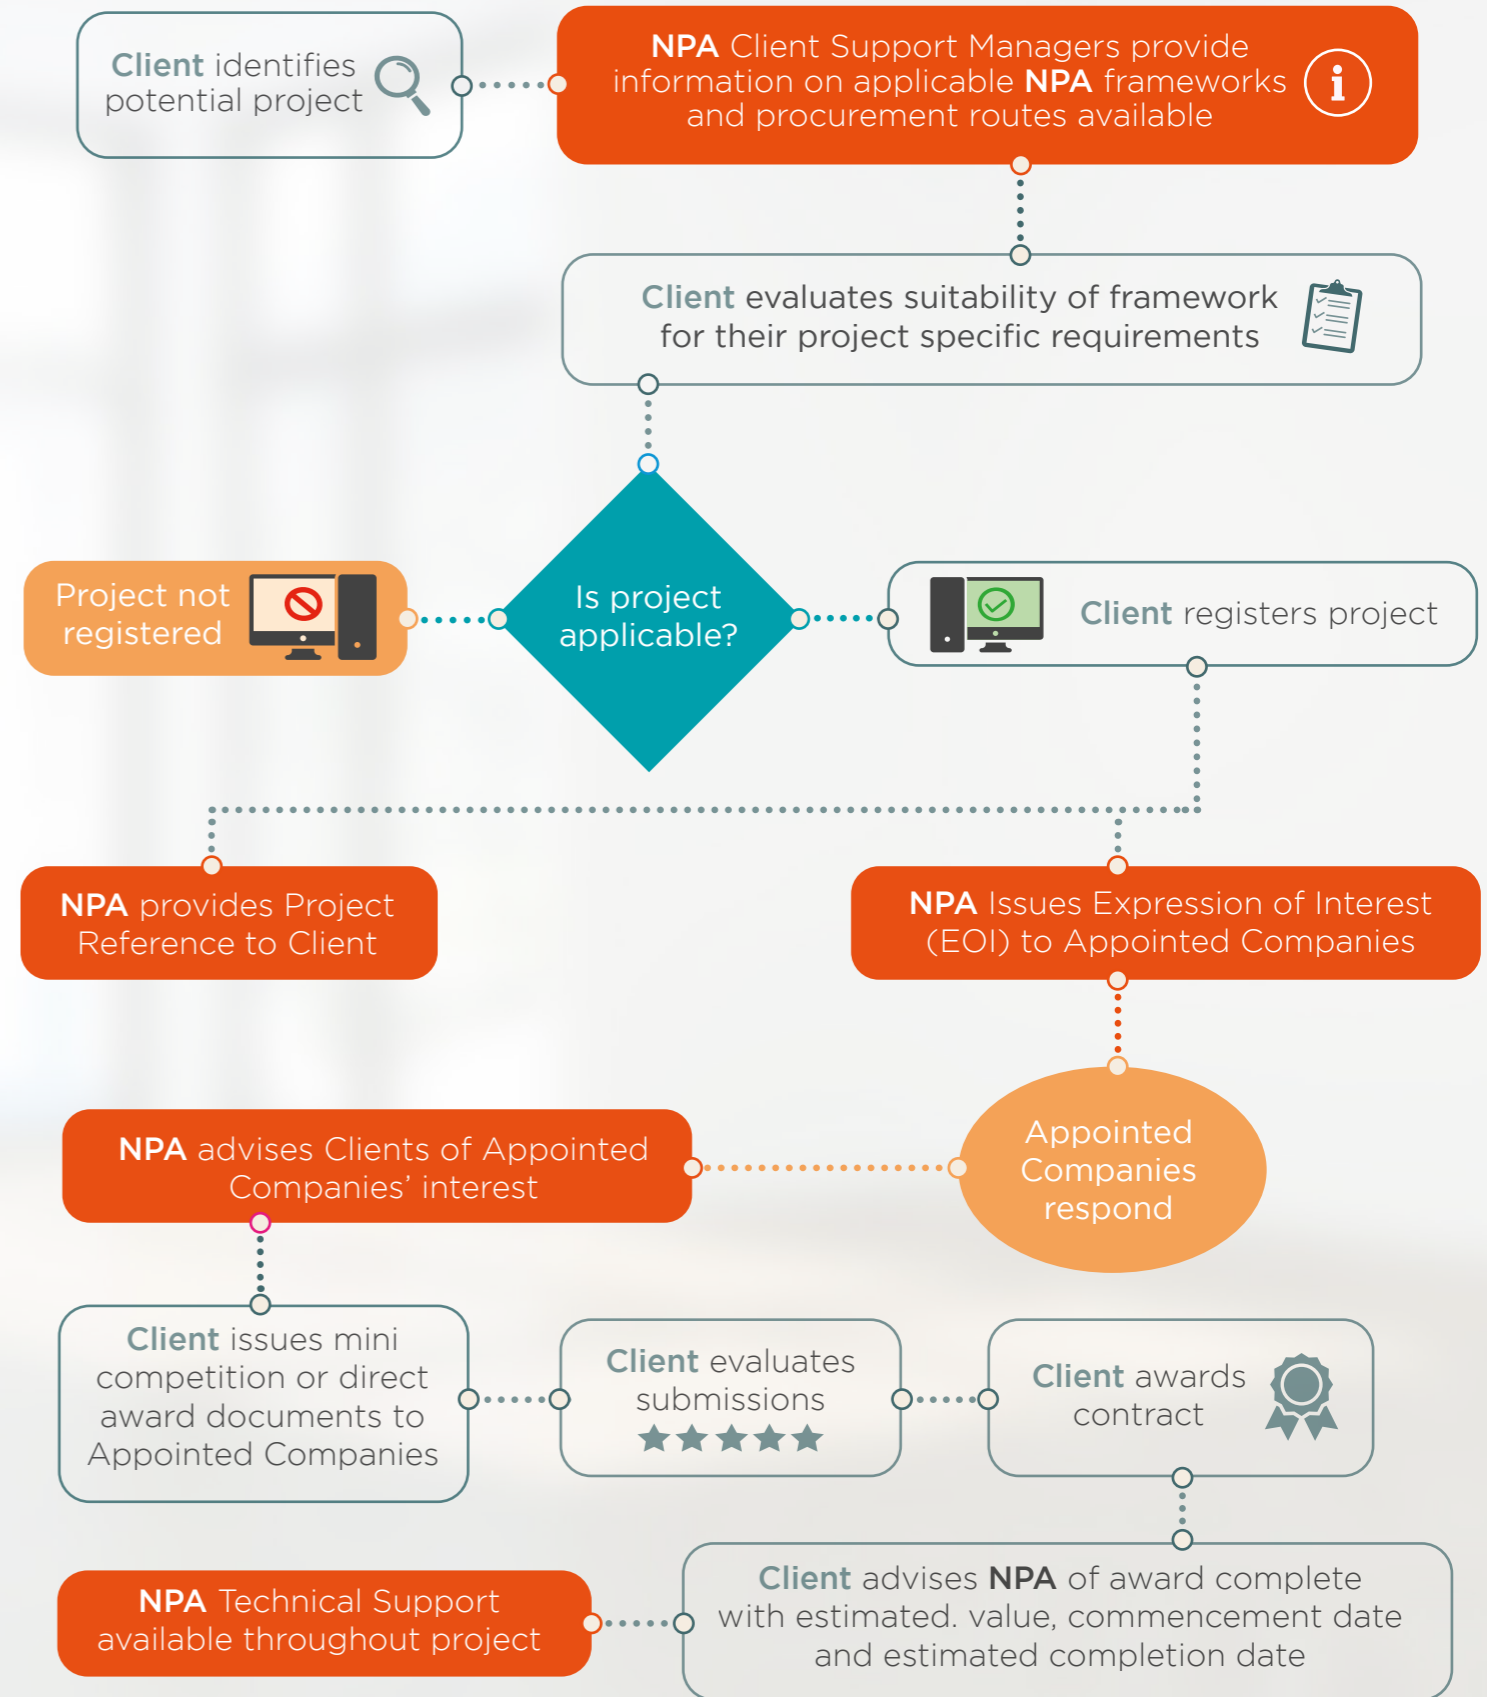 Client identifies
potential project
NPA Client Support Managers provide
information on applicable NPA frameworks
and procurement routes available
Client evaluates suitability of framework
for their project specific requirements
Is project
applicable?
Project not
registered
Client registers project
NPA provides Project
Reference to Client
NPA Issues Expression of Interest
(EOI) to Appointed Companies
Appointed
Companies
respond
NPA advises Clients of Appointed
Companies’ interest
Client issues mini
competition or direct
award documents to
Appointed Companies
Client evaluates
submissions
Client awards
contract
Client advises NPA of award complete
with estimated. value, commencement date
and estimated completion date
NPA Technical Support
available throughout project